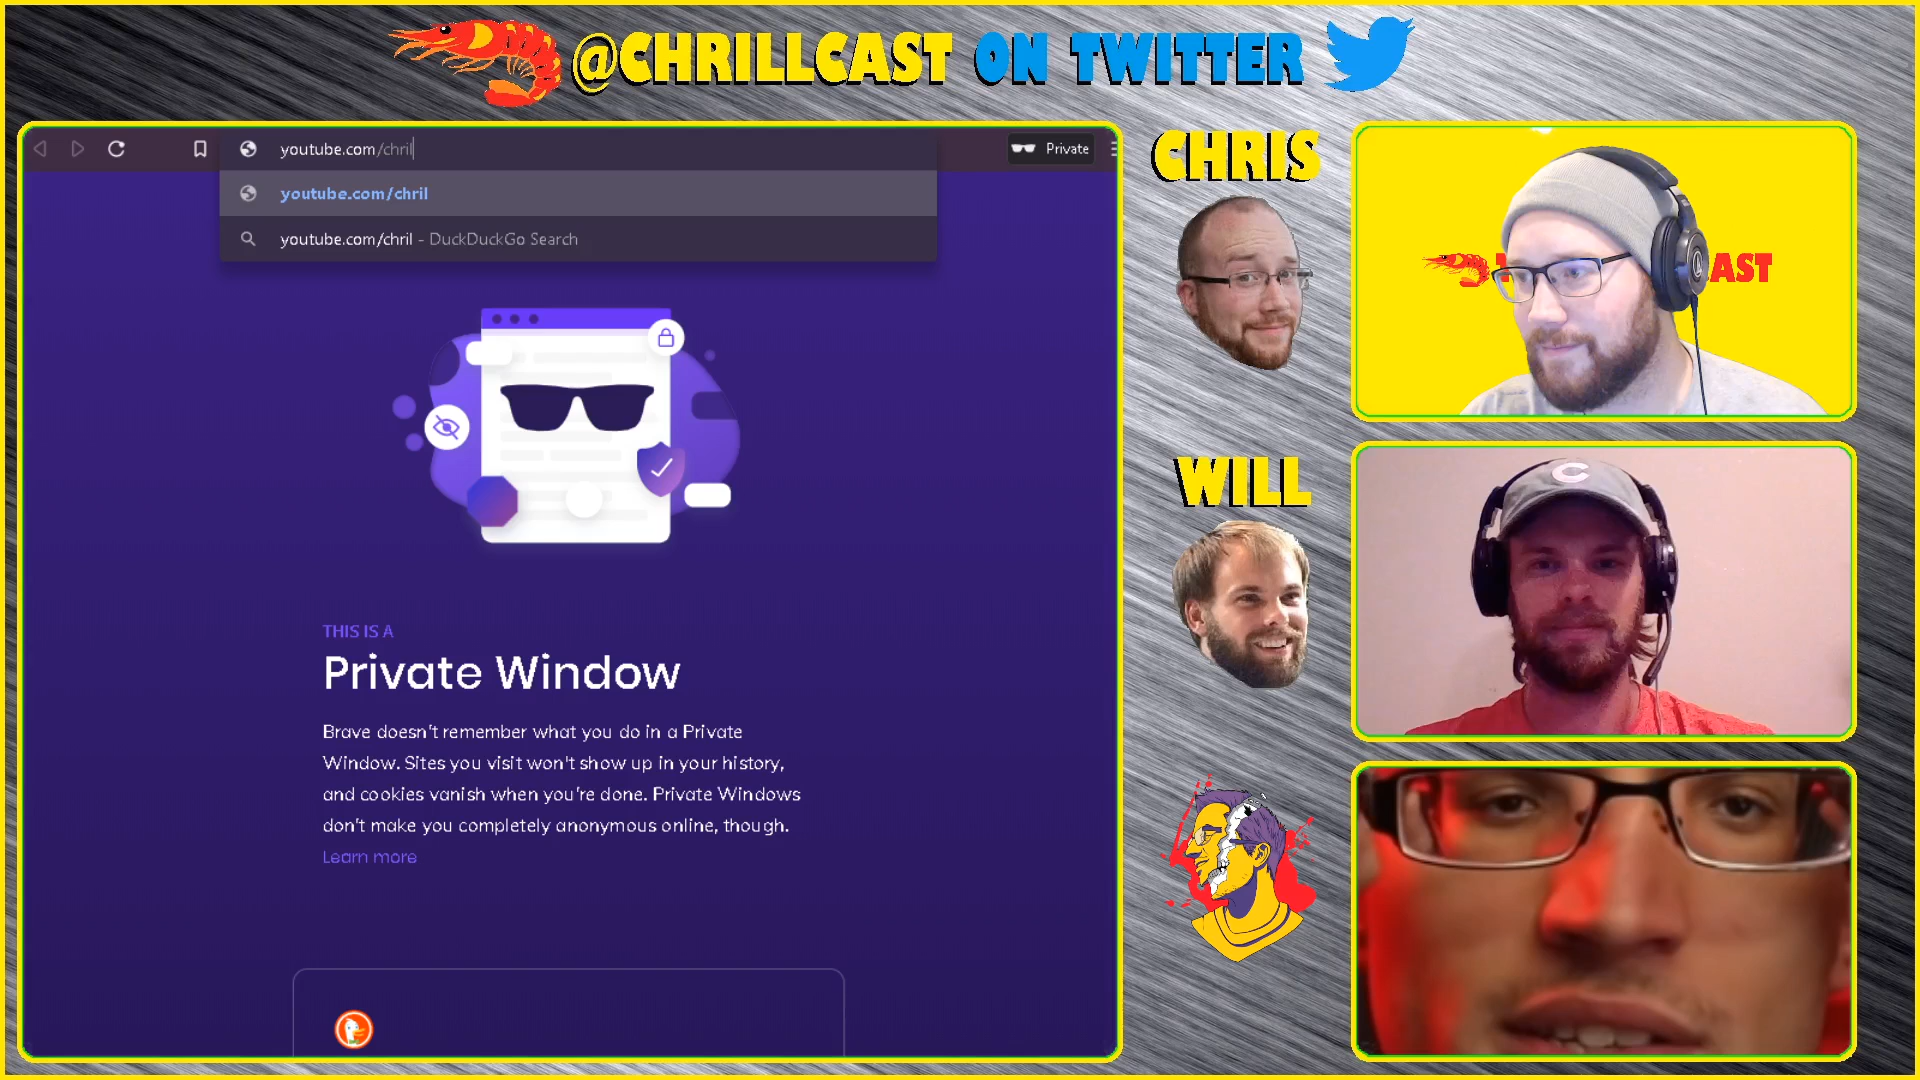 @CHRILLCAST ON TWITTER
youtube.com/chril
Private
youtube.com/chril
youtube.com/chril - DuckDuckGo Search
THIS IS A
Private Window
Brave doesn't remember what you do in a Private
Window. Sites you visit won't show up in your history,
and cookies vanish when you're done. Private Windows
don't make you completely anonymous online, though.
Learn more
CHRIS
AST
WILL
C